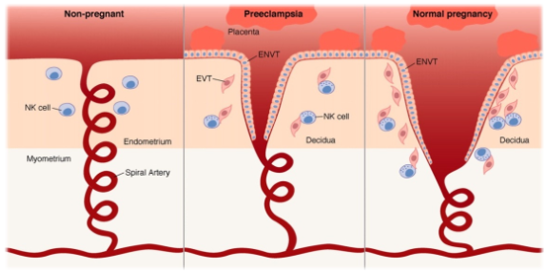 Non-pregnant
NK cell
Endometrium
Myometrium
Spiral Artery
Preeclampsia
Placenta
ENVT
EVT
NK cell
Decidua
Normal pregnancy
ENVT
Decidua